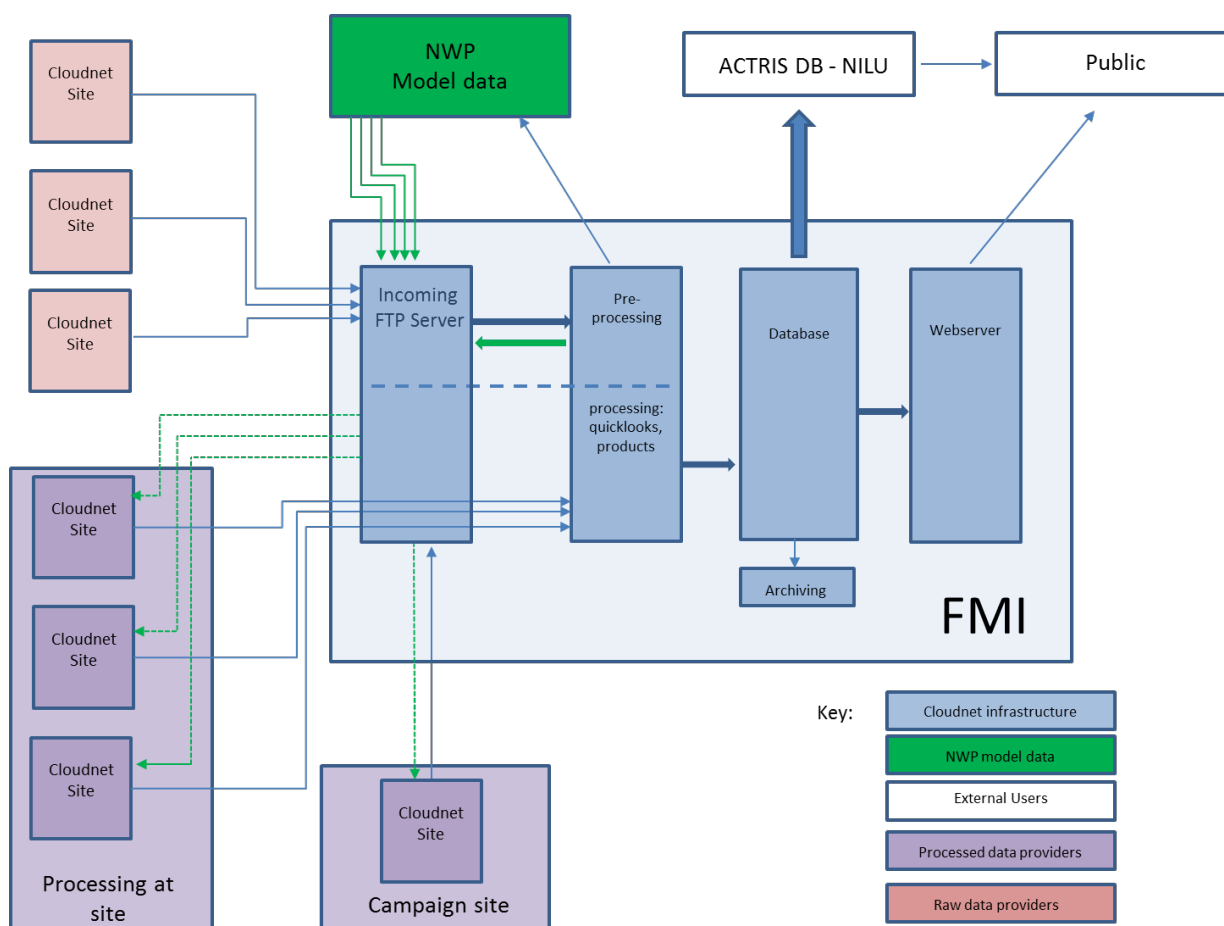 Cloudnet
Site
NWP
Model data
ACTRIS DB - NILU
Public
Cloudnet
Site
Cloudnet
Site
Incoming
FTP Server
Pre-
processing
Database
Webserver
processing:
quicklooks,
products
Cloudnet
Site
Cloudnet
Site
Cloudnet
Site
Archiving
FMI
Cloudnet
Site
Processing at
site
Campaign site
Key:
Cloudnet infrastructure
NWP model data
External Users
Processed data providers
Raw data providers